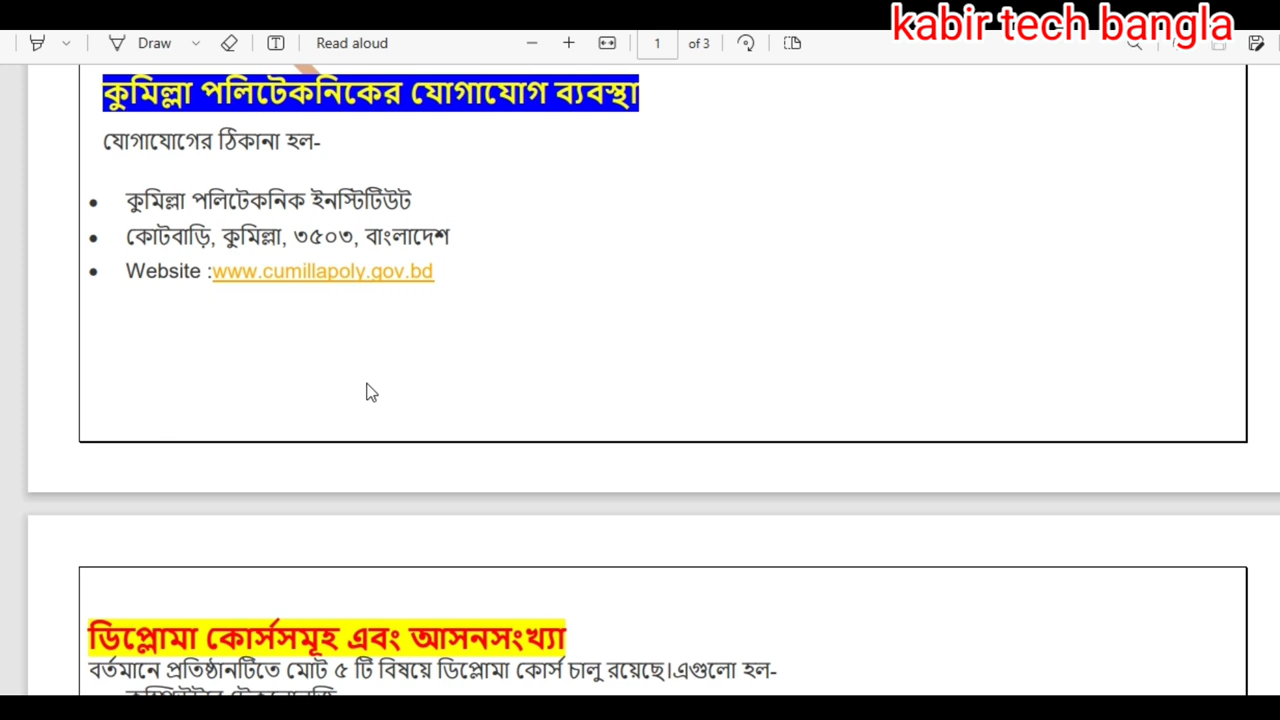 kabir tech bangla
Draw
Read aloud
1 of 3
কুমিল্লা পলিটেকনিকের যোগাযোগ ব্যবস্থা
যোগাযোগের ঠিকানা হল-
• কুমিল্লা পলিটেকনিক ইনস্টিটিউট
• কোটবাড়ি, কুমিল্লা, ৩৫০৩, বাংলাদেশ
• Website :www.cumillapoly.gov.bd
ডিপ্লোমা কোর্সসমূহ এবং আসনসংখ্যা
বর্তমানে প্রতিষ্ঠানটিতে মোট ৫ টি বিষয়ে ডিপ্লোমা কোর্স চালু রয়েছে।এগুলো হল-